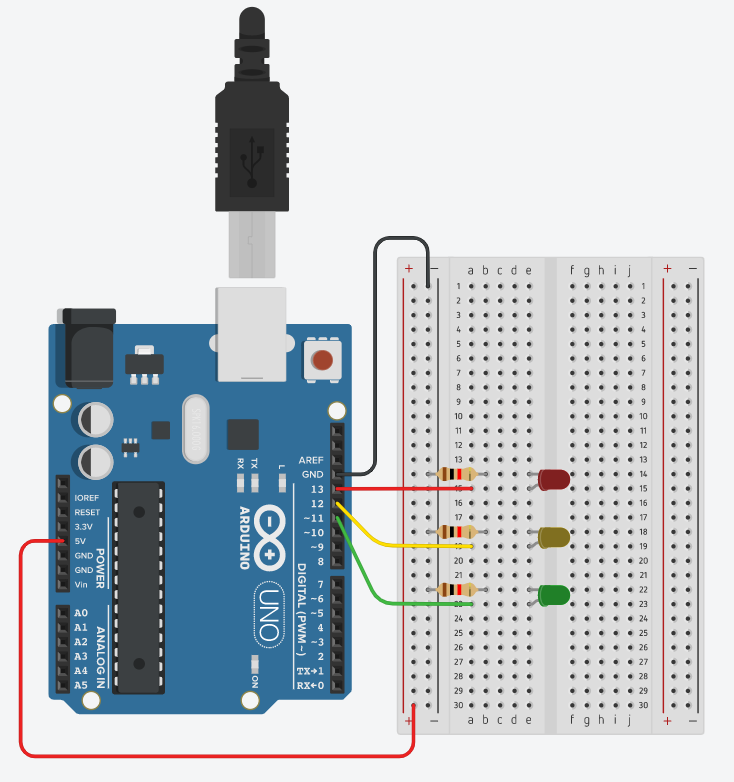 + − a b c d e f g h i j + −
1 1
2 2
3 3
4 4
5 5
6 6
7 7
8 8
9 9
10 10
11 11
12 12
13 13
14 14
15 15
16 16
17 17
18 18
19
20 20
21 21
22 22
23
24 24
25 25
26 26
27 27
28 28
29 29
30 30
+ − a b c d e f g h i j + −
RX
TX
L
AREF
GND
13
12
~11
~10
~9
8
7
~6
~5
4
~3
2
TX→1
RX←0
DIGITAL (PWM~)
ARDUINO
UNO
ON
IOREF
RESET
3.3V
5V
GND
GND
Vin
POWER
A0
A1
A2
A3
A4
A5
ANALOG IN